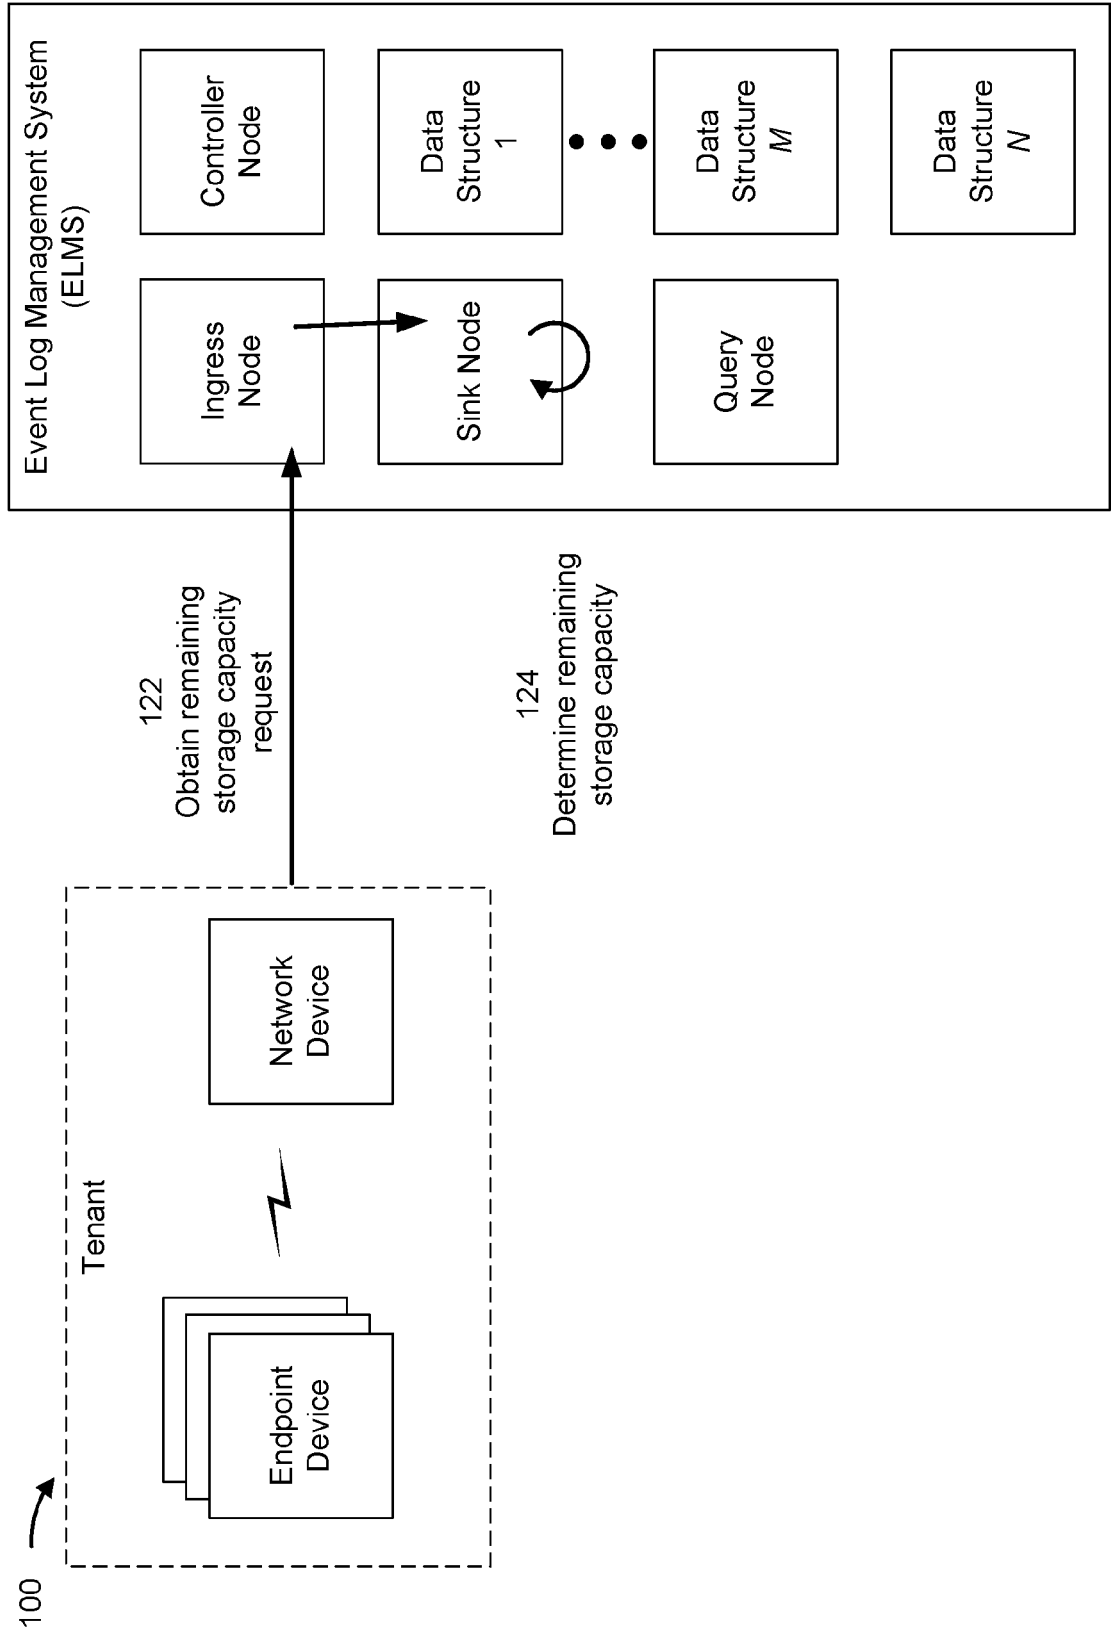 100
Tenant
Endpoint
Device
Network
Device
122
Obtain remaining
storage capacity
request
124
Determine remaining
storage capacity
Event Log Management System
(ELMS)
Ingress
Node
Controller
Node
Sink Node
Data
Structure
1
Query
Node
Data
Structure
M
Data
Structure
N